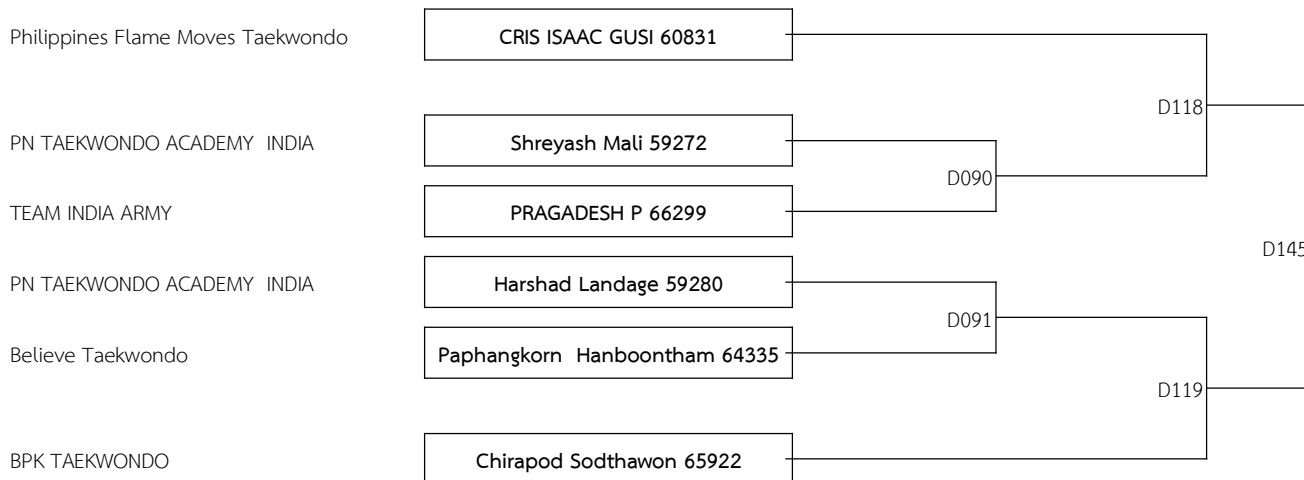 Philippines Flame Moves Taekwondo
CRIS ISAAC GUSI 60831
D118
PN TAEKWONDO ACADEMY  INDIA
Shreyash Mali 59272
D090
TEAM INDIA ARMY
PRAGADESH P 66299
D145
PN TAEKWONDO ACADEMY  INDIA
Harshad Landage 59280
D091
Believe Taekwondo
Paphangkorn  Hanboontham 64335
D119
BPK TAEKWONDO
Chirapod Sodthawon 65922